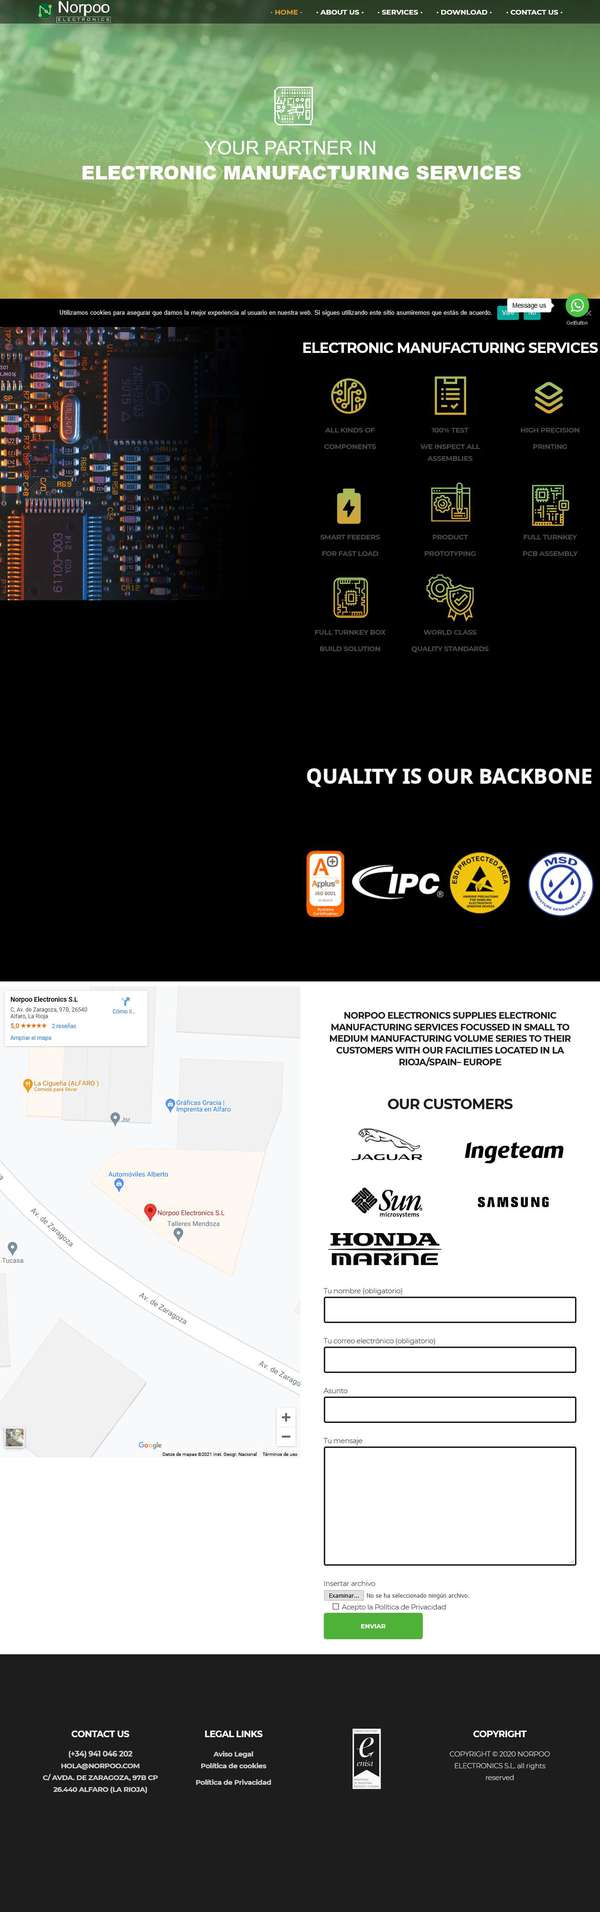 Norpoo
ELECTRONICS
· HOME ·
· ABOUT US ·
· SERVICES ·
· DOWNLOAD ·
· CONTACT US ·
YOUR PARTNER IN
ELECTRONIC MANUFACTURING SERVICES
Message us
GetButton
Utilizamos cookies para asegurar que damos la mejor experiencia al usuario en nuestra web. Si sigues utilizando este sitio asumiremos que estás de acuerdo.
ELECTRONIC MANUFACTURING SERVICES
ALL KINDS OF
COMPONENTS
100% TEST
WE INSPECT ALL
ASSEMBLIES
HIGH PRECISION
PRINTING
SMART FEEDERS
FOR FAST LOAD
PRODUCT
PROTOTYPING
FULL TURNKEY
PCB ASSEMBLY
FULL TURNKEY BOX
BUILD SOLUTION
WORLD CLASS
QUALITY STANDARDS
61100-003
R69
CR12
QUALITY IS OUR BACKBONE
A+
Applus
ISO 9001
IPC
ESD PROTECTED AREA
MSD
MOISTURE SENSITIVE DEVICE
Norpoo Electronics S.L
C, Av. de Zaragoza, 97B, 26540
Alfaro, La Rioja
5,0 ★★★★★ 2 reseñas
Ampliar el mapa
Cómo ll...
La Cigueña (ALFARO )
Comida para llevar
Gráficas Gracia |
Imprenta en Alfaro
Jvr
Automóviles Alberto
Norpoo Electronics S.L
Talleres Mendoza
Tucasa
Av. de Zaragoza
Av. de Zaragoza
Av. de Zarago
Google
Datos de mapas ©2021 Inst. Geogr. Nacional
Términos de uso
NORPOO ELECTRONICS SUPPLIES ELECTRONIC
MANUFACTURING SERVICES FOCUSSED IN SMALL TO
MEDIUM MANUFACTURING VOLUME SERIES TO THEIR
CUSTOMERS WITH OUR FACILITIES LOCATED IN LA
RIOJA/SPAIN– EUROPE
OUR CUSTOMERS
JAGUAR
Ingeteam
Sun
microsystems
SAMSUNG
HONDA
MARINE
Tu nombre (obligatorio)
Tu correo electrónico (obligatorio)
Asunto
Tu mensaje
Insertar archivo
Examinar... No se ha seleccionado ningún archivo.
Acepto la Política de Privacidad
ENVIAR
CONTACT US
(+34) 941 046 202
HOLA@NORPOO.COM
C/ AVDA. DE ZARAGOZA, 97B CP
26.440 ALFARO (LA RIOJA)
LEGAL LINKS
Aviso Legal
Política de cookies
Política de Privacidad
e
enisa
COPYRIGHT
COPYRIGHT © 2020 NORPOO
ELECTRONICS S.L. all rights
reserved